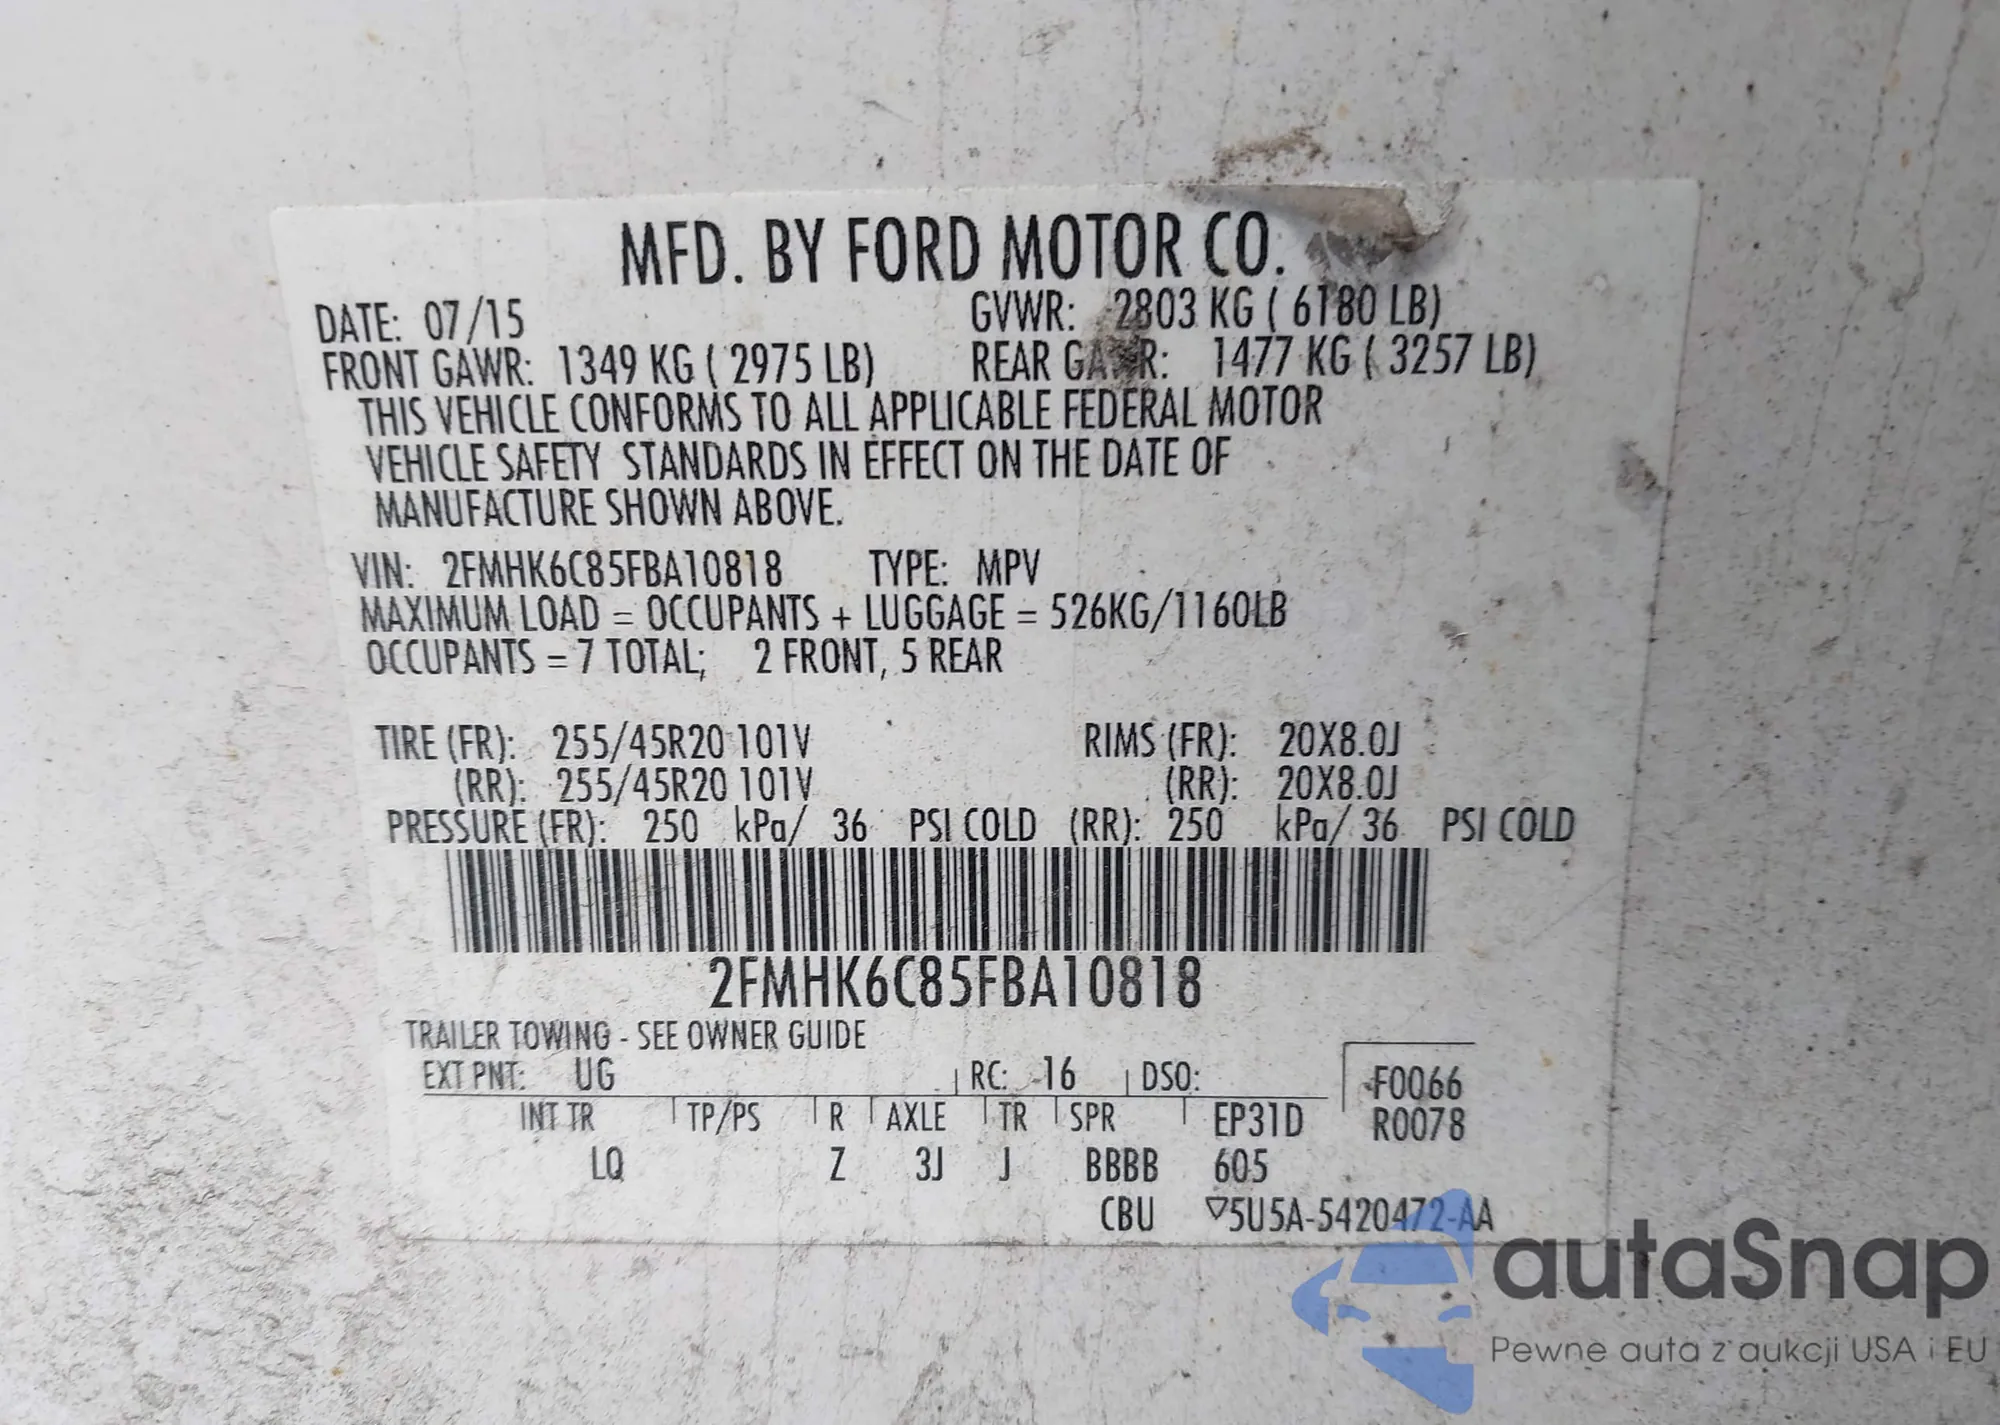 MFD. BY FORD MOTOR CO.
DATE: 07/15 GVWR: 2803 KG ( 6180 LB)
FRONT GAWR: 1349 KG ( 2975 LB) REAR GAWR: 1477 KG ( 3257 LB)
THIS VEHICLE CONFORMS TO ALL APPLICABLE FEDERAL MOTOR
VEHICLE SAFETY STANDARDS IN EFFECT ON THE DATE OF
MANUFACTURE SHOWN ABOVE.
VIN: 2FMHK6C85FBA10818 TYPE: MPV
MAXIMUM LOAD = OCCUPANTS + LUGGAGE = 526KG/1160LB
OCCUPANTS = 7 TOTAL; 2 FRONT, 5 REAR
TIRE (FR): 255/45R20 101V RIMS (FR): 20X8.0J
(RR): 255/45R20 101V (RR): 20X8.0J
PRESSURE (FR): 250 kPa/ 36 PSI COLD (RR): 250 kPa/ 36 PSI COLD
2FMHK6C85FBA10818
TRAILER TOWING - SEE OWNER GUIDE
EXT PNT: UG RC: 16 DSO: F0066
INT TR TP/PS R AXLE TR SPR EP31D R0078
LQ Z 3J J BBBB 605
CBU ▽5U5A-5420472-AA
autaSnap
Pewne auta z aukcji USA i EU